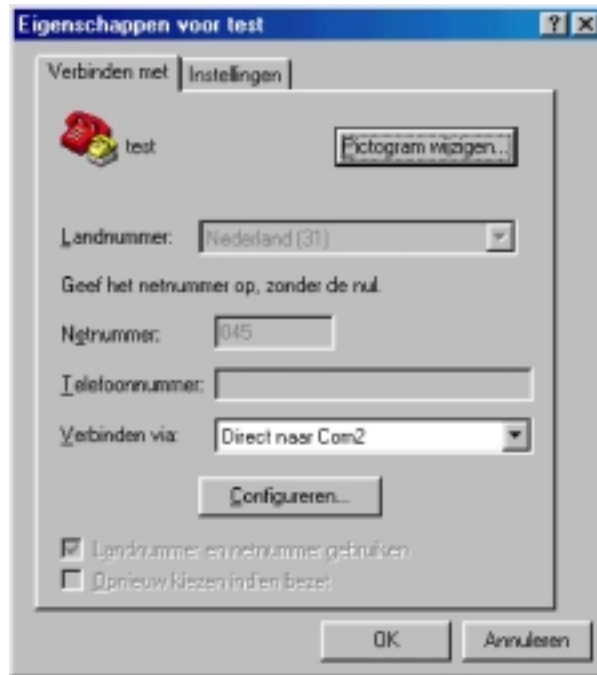 Eigenschappen voor test
Verbinden met Instellingen
test
Pictogram wijzigen...
Landnummer: Nederland (31)
Geef het netnummer op, zonder de nul.
Netnummer: 045
Telefoonnummer:
Verbinden via: Direct naar Com2
Configureren...
Landnummer en netnummer gebruiken
Opnieuw kiezen indien bezet
OK Annuleren